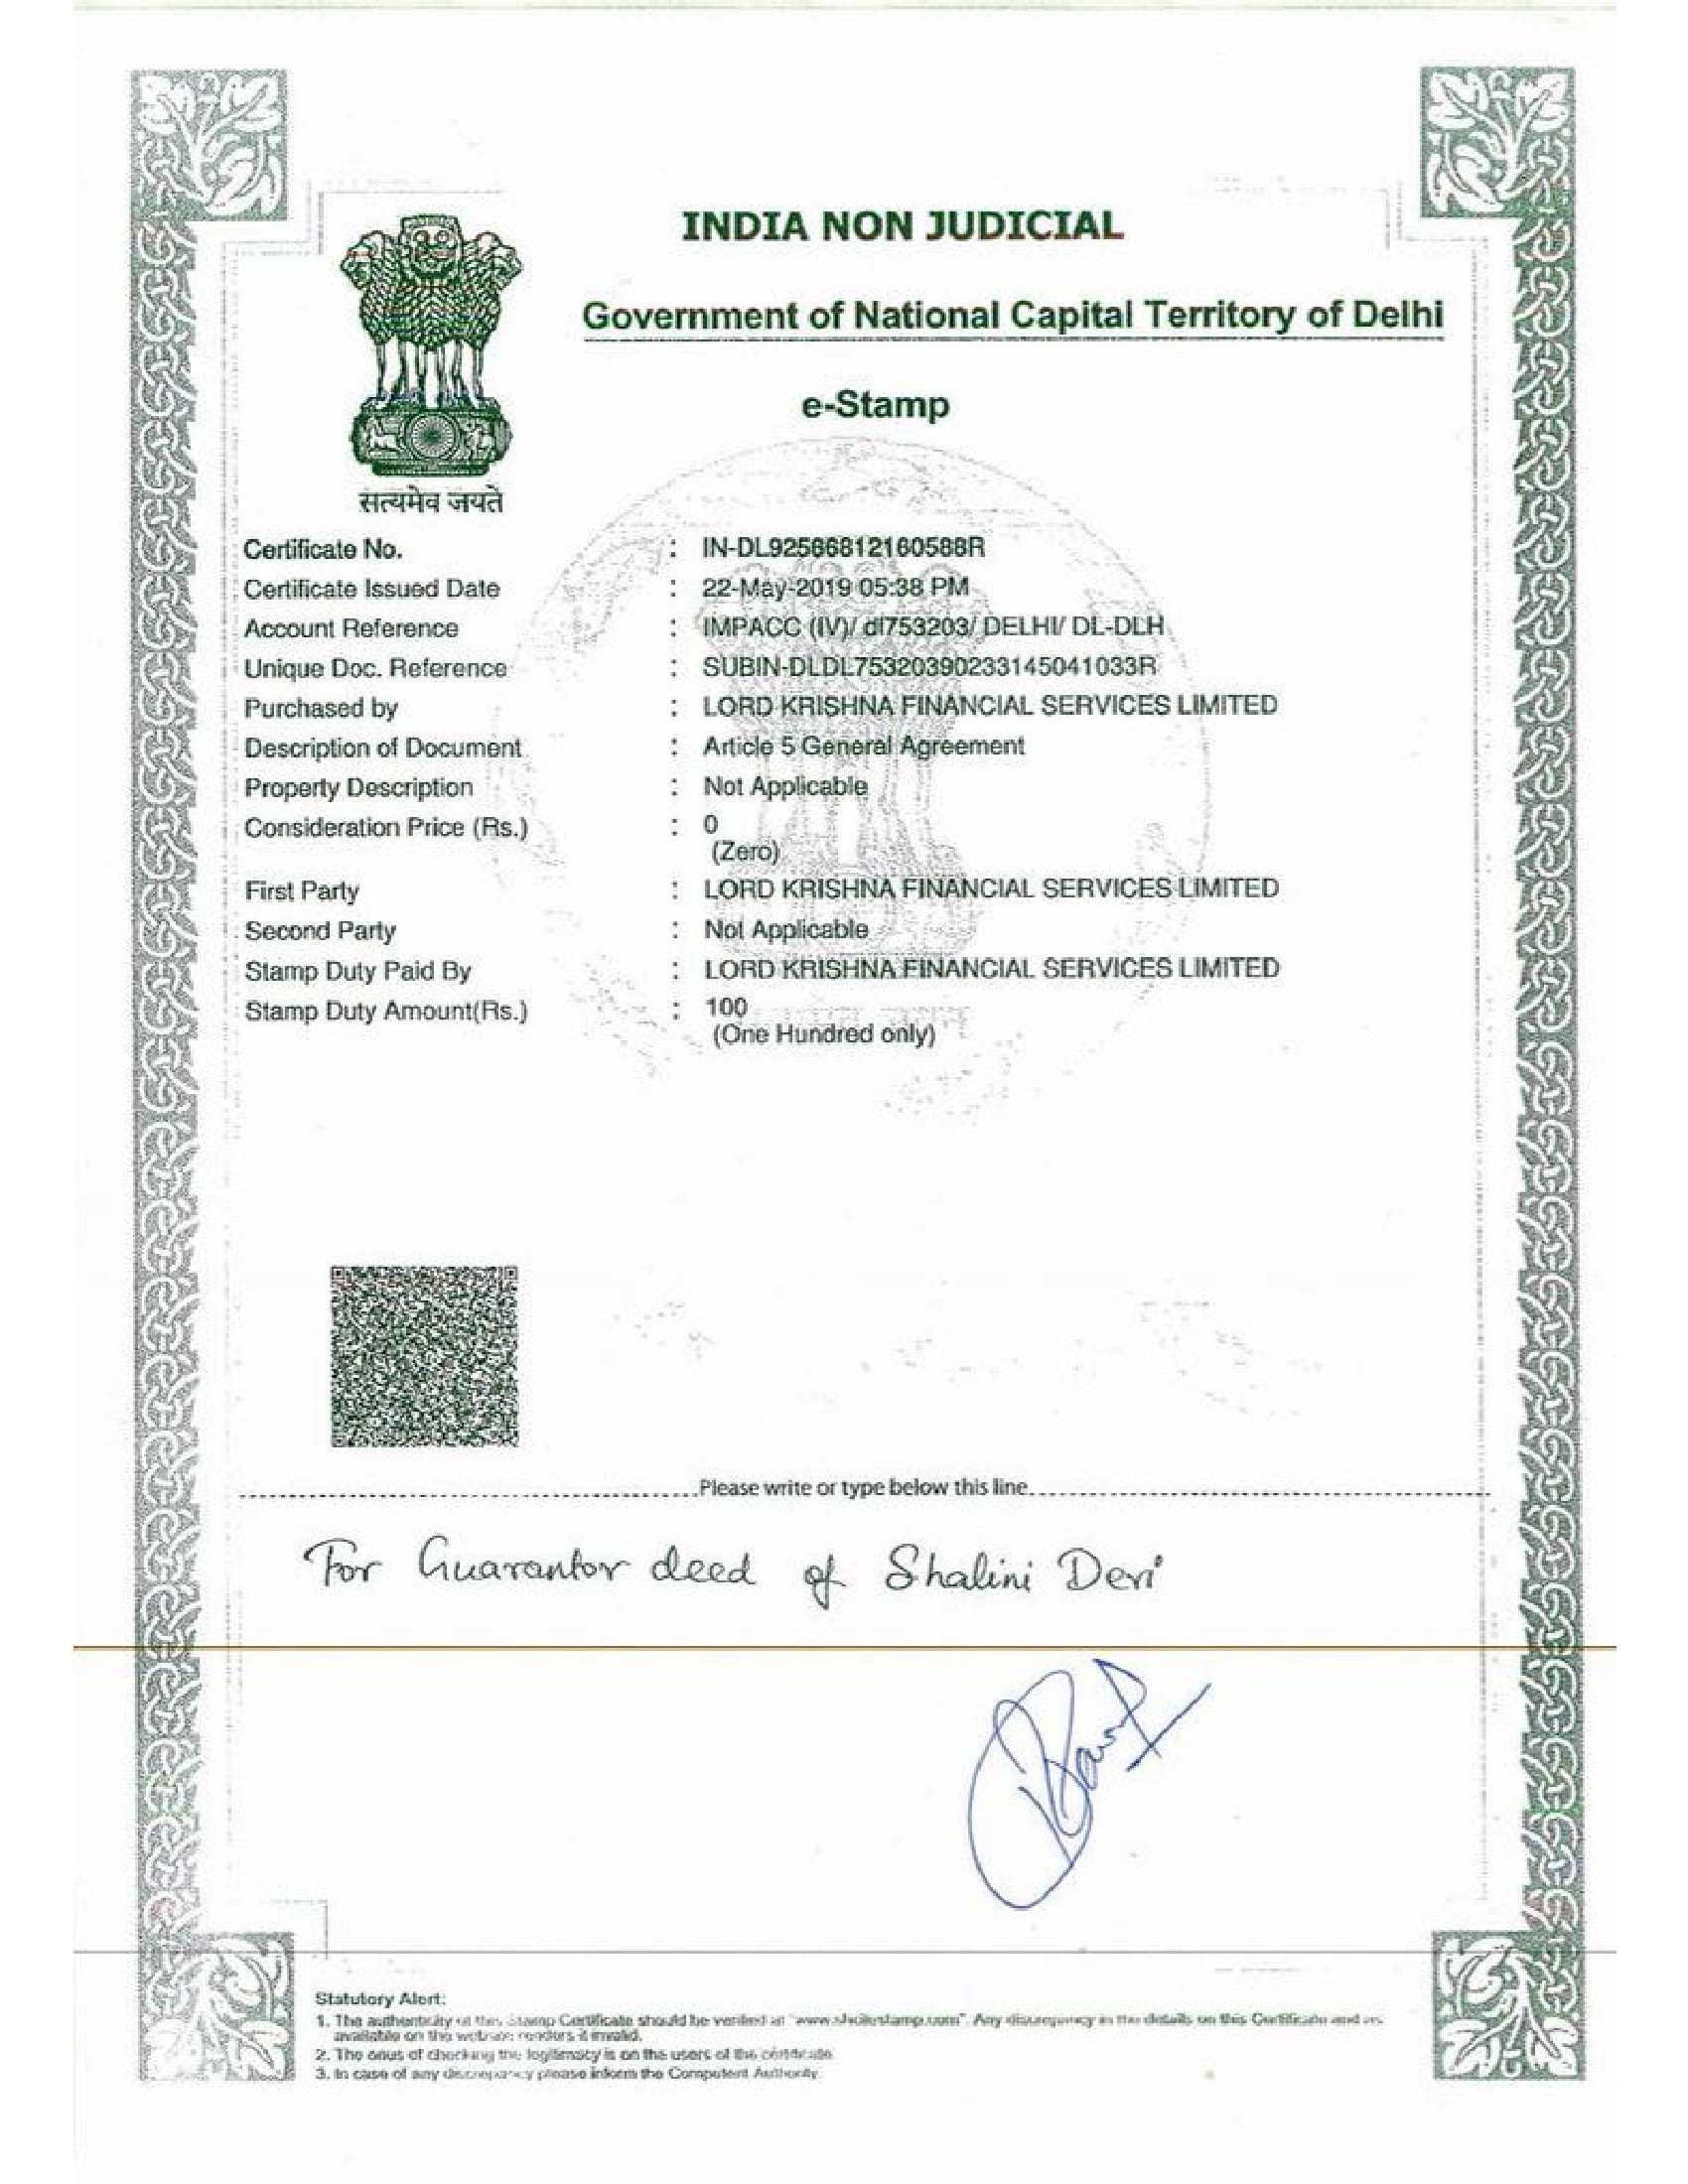 INDIA NON JUDICIAL
Government of National Capital Territory of Delhi
e-Stamp
सत्यमेव जयते
Certificate No. : IN-DL92586812160588R
Certificate Issued Date : 22-May-2019 05:38 PM
Account Reference : IMPACC (IV)/ dl753203/ DELHI/ DL-DLH
Unique Doc. Reference : SUBIN-DLDL75320390233145041033R
Purchased by : LORD KRISHNA FINANCIAL SERVICES LIMITED
Description of Document : Article 5 General Agreement
Property Description : Not Applicable
Consideration Price (Rs.) : 0
(Zero)
First Party : LORD KRISHNA FINANCIAL SERVICES LIMITED
Second Party : Not Applicable
Stamp Duty Paid By : LORD KRISHNA FINANCIAL SERVICES LIMITED
Stamp Duty Amount(Rs.) : 100
(One Hundred only)
Please write or type below this line
For Guarantor deed of Shalini Devi
Statutory Alert:
1. The authenticity of this Stamp Certificate should be verified at "www.shcilestamp.com". Any discrepancy in the details on this Certificate and as
available on the website renders it invalid.
2. The onus of checking the legitimacy is on the users of the certificate.
3. In case of any discrepancy please inform the Competent Authority.